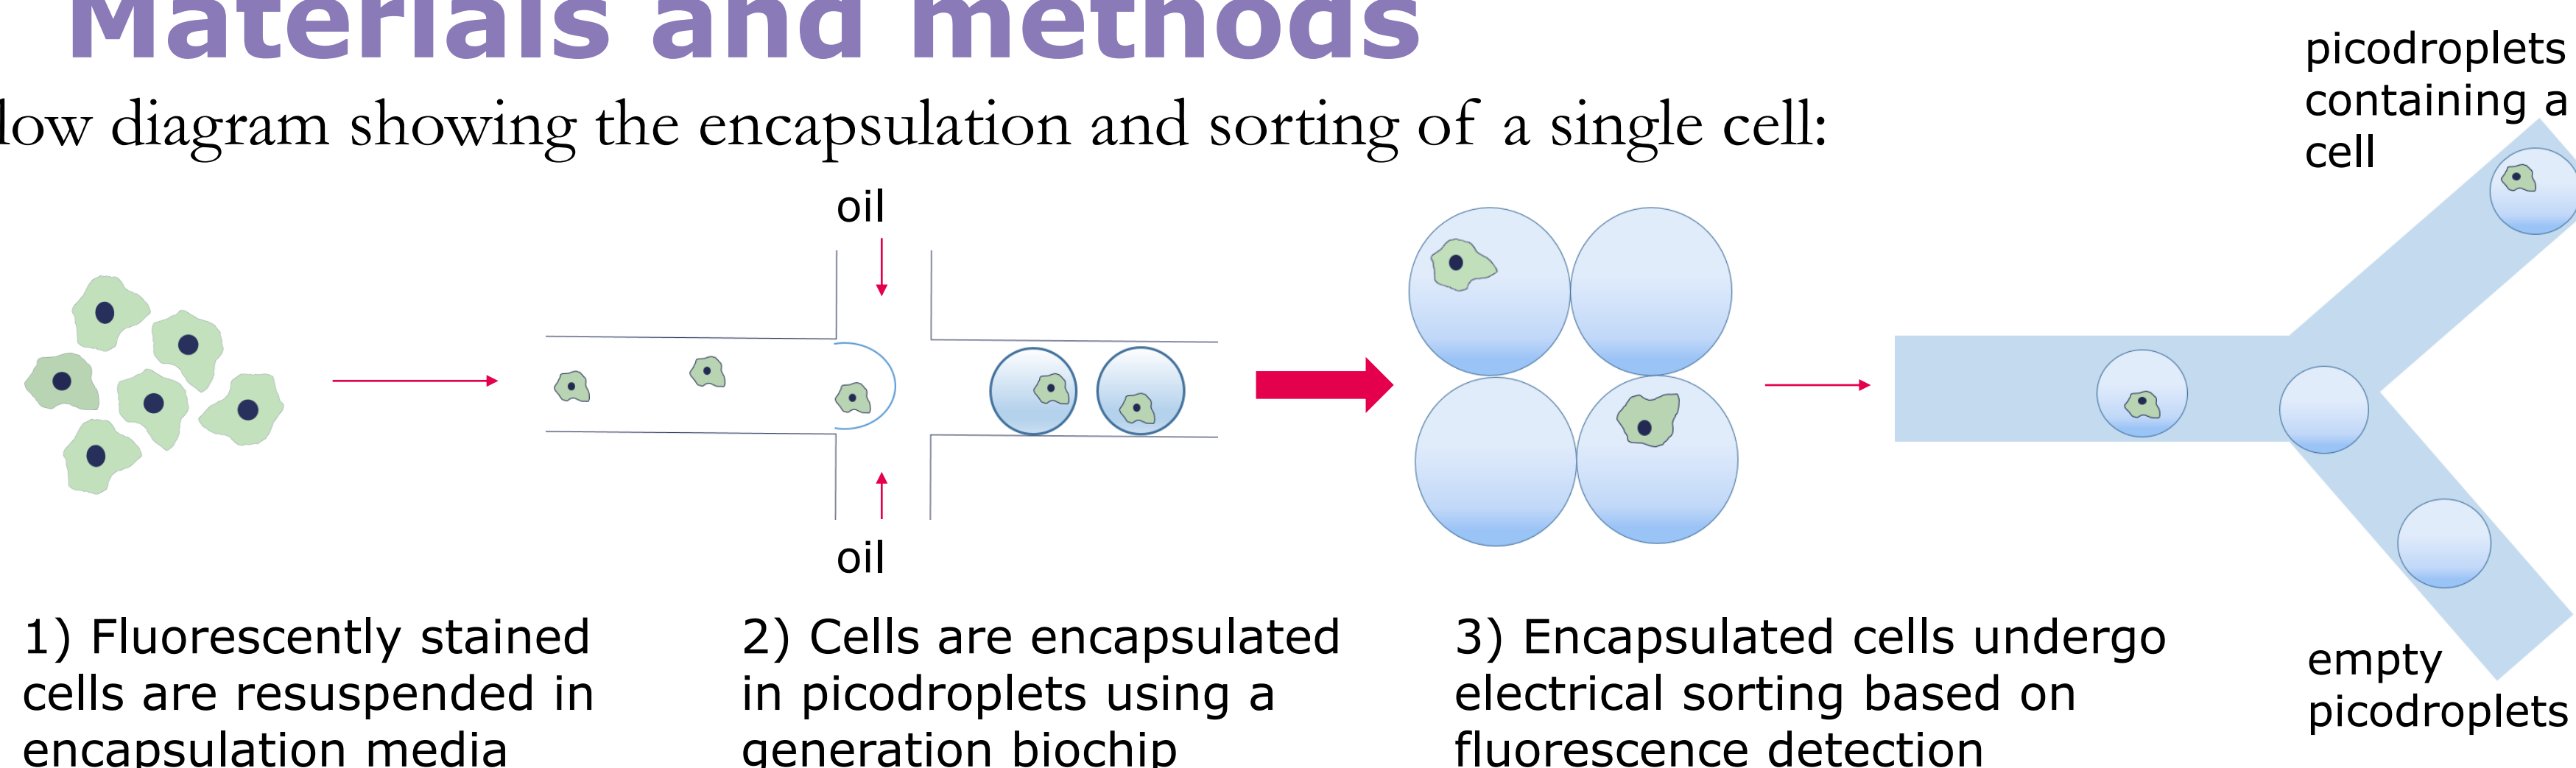 Materials and methods
low diagram showing the encapsulation and sorting of a single cell:
picodroplets
containing a
cell
oil
oil
1) Fluorescently stained
cells are resuspended in
encapsulation media
2) Cells are encapsulated
in picodroplets using a
generation biochip
3) Encapsulated cells undergo
electrical sorting based on
fluorescence detection
empty
picodroplets